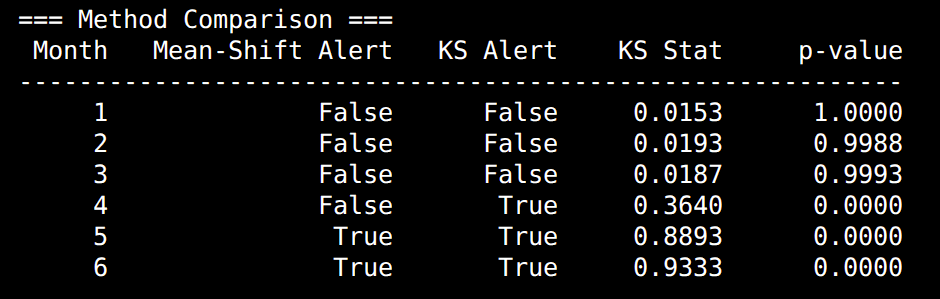 === Method Comparison ===
Month   Mean-Shift Alert   KS Alert    KS Stat     p-value
-----------------------------------------------------------
1              False      False     0.0153      1.0000
2              False      False     0.0193      0.9988
3              False      False     0.0187      0.9993
4              False       True     0.3640      0.0000
5               True       True     0.8893      0.0000
6               True       True     0.9333      0.0000